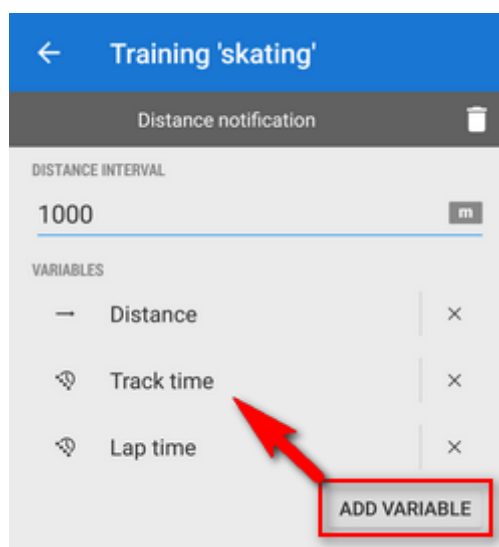 Training 'skating'
Distance notification
DISTANCE INTERVAL
1000 m
VARIABLES
Distance
Track time
Lap time
ADD VARIABLE